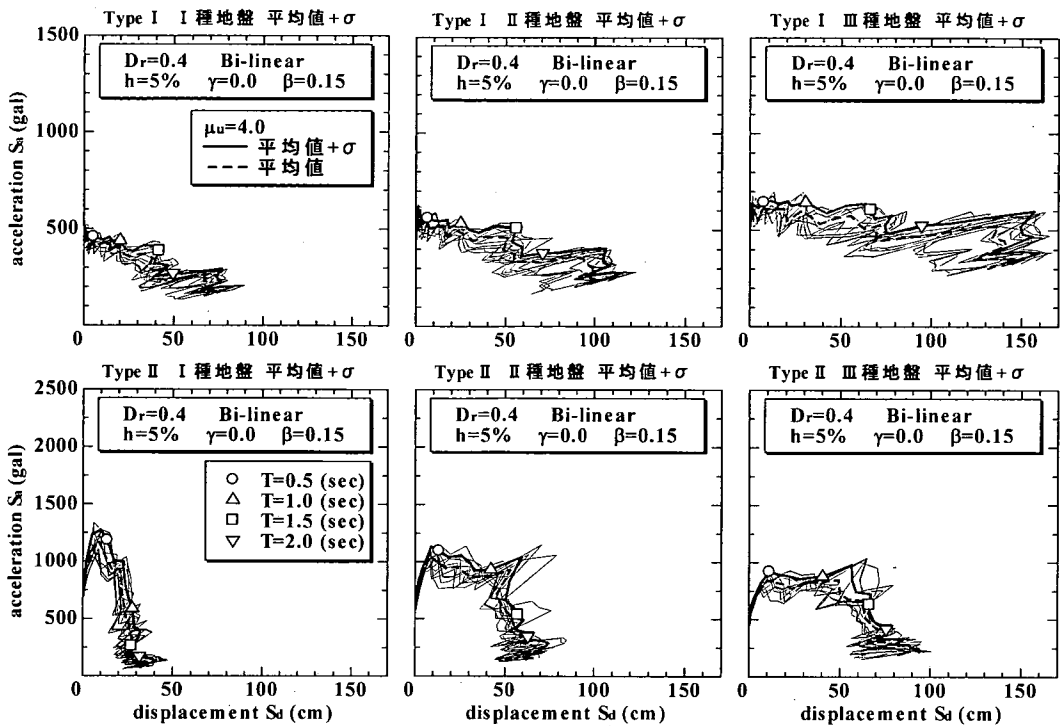 Type Ⅰ Ⅰ種地盤 平均値+σ
Type Ⅰ Ⅱ種地盤 平均値+σ
Type Ⅰ Ⅲ種地盤 平均値+σ
1500
1000
500
0
acceleration Sa (gal)
Dr=0.4 Bi-linear
h=5% γ=0.0 β=0.15
μu=4.0
平均値+σ
平均値
Dr=0.4 Bi-linear
h=5% γ=0.0 β=0.15
Dr=0.4 Bi-linear
h=5% γ=0.0 β=0.15
0 50 100 150
0 50 100 150
0 50 100 150
Type Ⅱ Ⅰ種地盤 平均値+σ
Type Ⅱ Ⅱ種地盤 平均値+σ
Type Ⅱ Ⅲ種地盤 平均値+σ
2500
2000
1250
1000
500
0
acceleration Sa (gal)
Dr=0.4 Bi-linear
h=5% γ=0.0 β=0.15
T=0.5 (sec)
T=1.0 (sec)
T=1.5 (sec)
T=2.0 (sec)
Dr=0.4 Bi-linear
h=5% γ=0.0 β=0.15
Dr=0.4 Bi-linear
h=5% γ=0.0 β=0.15
0 50 100 150
0 50 100 150
0 50 100 150
displacement Sd (cm)
displacement Sd (cm)
displacement Sd (cm)